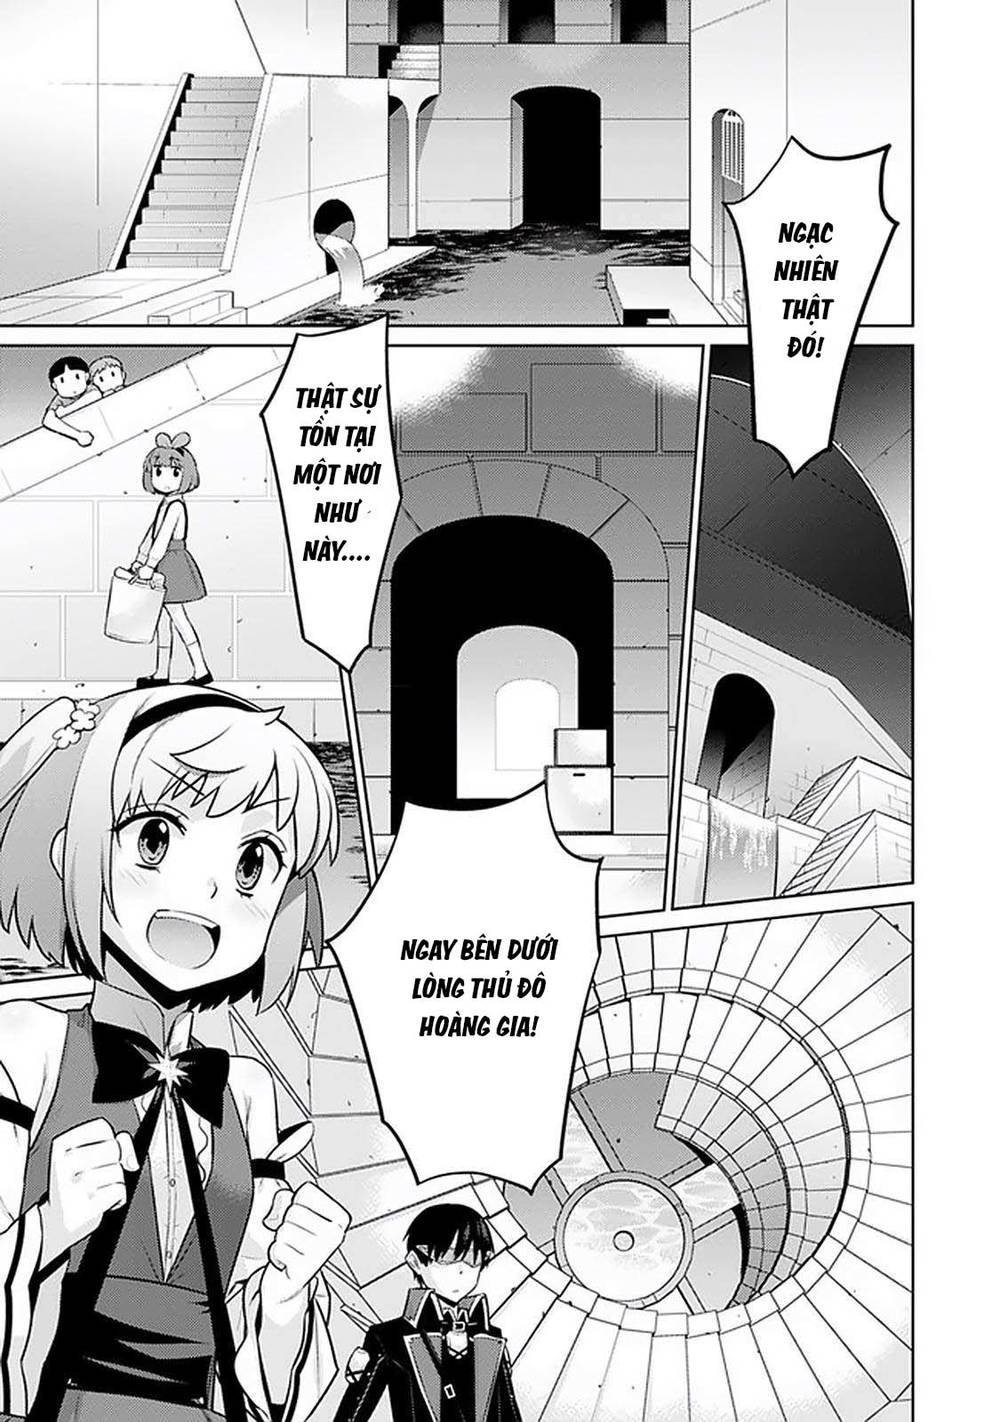 NGẠC
NHIÊN
THẬT
ĐÓ!
THẬT SỰ
TỒN TẠI
MỘT NƠI
NHƯ
NÀY....
NGAY BÊN DƯỚI
LÒNG THỦ ĐÔ
HOÀNG GIA!